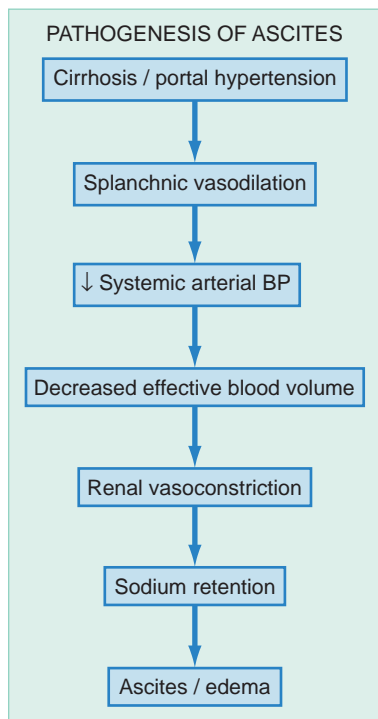 PATHOGENESIS OF ASCITES
Cirrhosis / portal hypertension
Splanchnic vasodilation
↓ Systemic arterial BP
Decreased effective blood volume
Renal vasoconstriction
Sodium retention
Ascites / edema